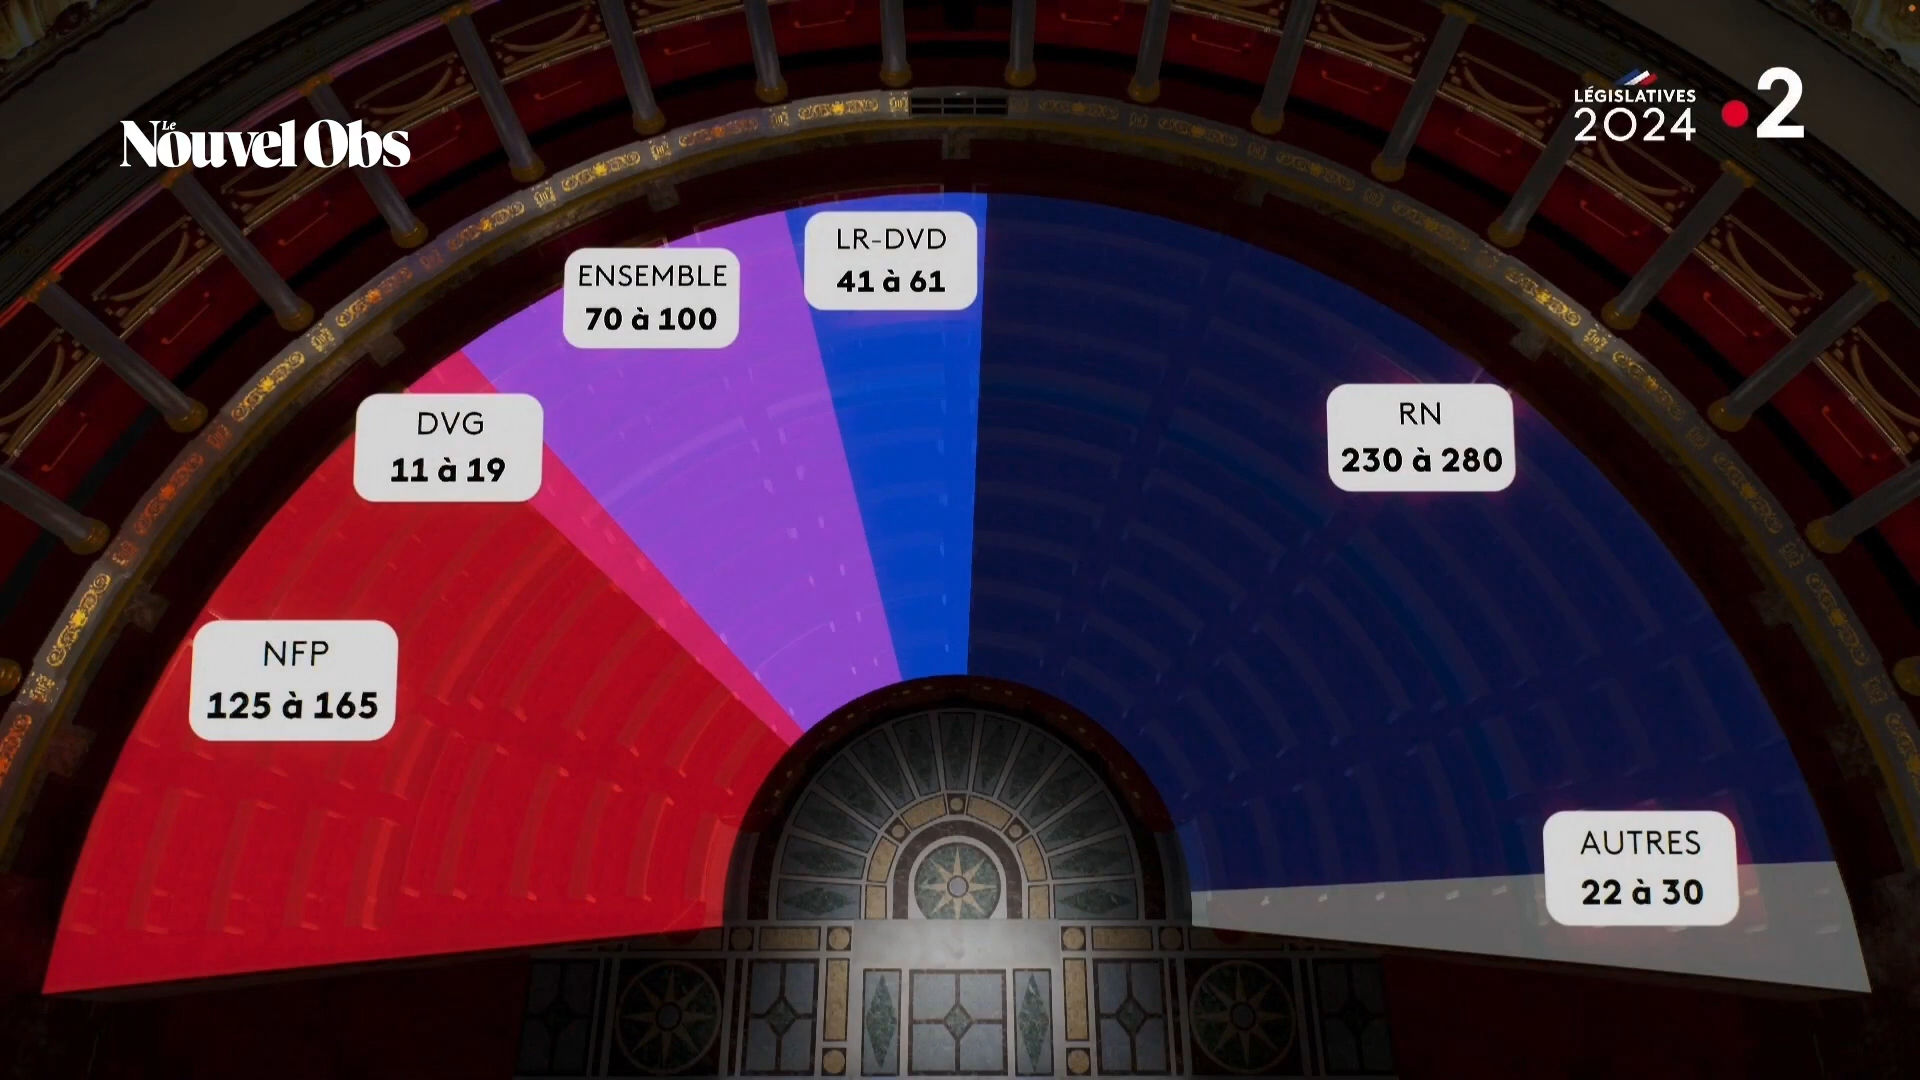 Le
Nouvel Obs
LÉGISLATIVES
2024
2
LR-DVD
41 à 61
ENSEMBLE
70 à 100
DVG
11 à 19
RN
230 à 280
NFP
125 à 165
AUTRES
22 à 30